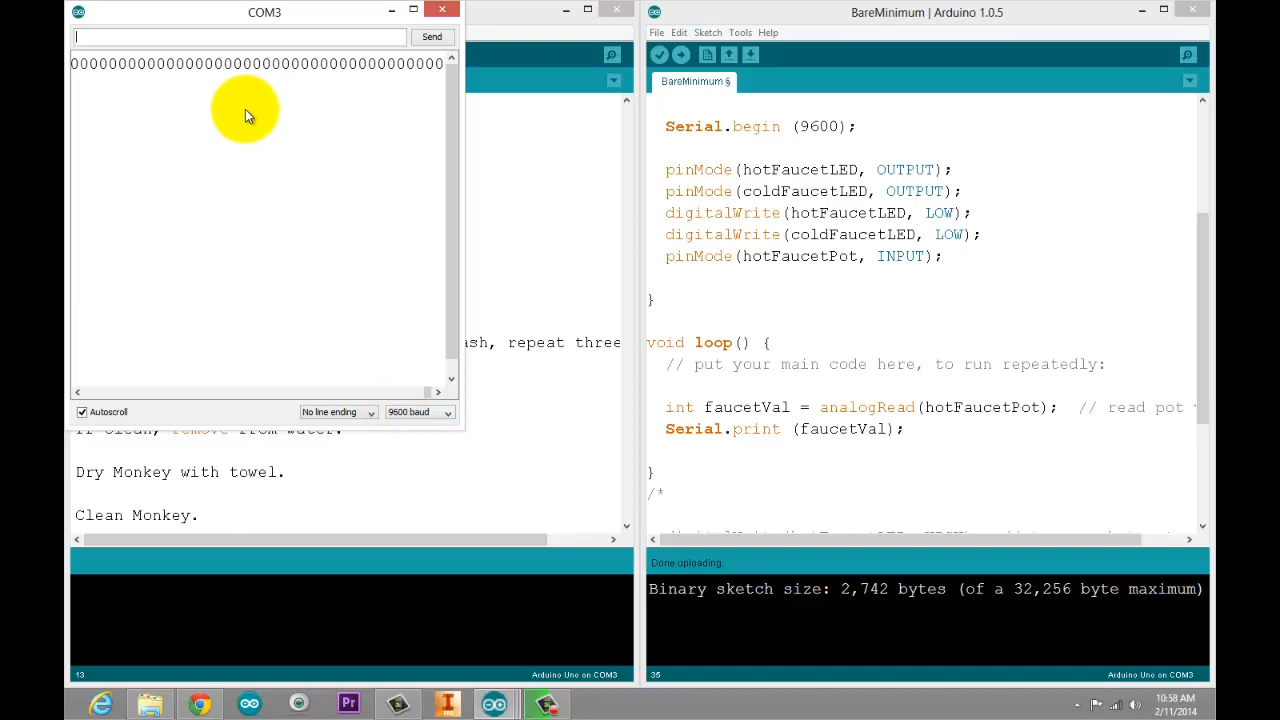 COM3
Send
000000000000000000000000000000000000000
Autoscroll
No line ending
9600 baud
ash, repeat three
remove from water.
Dry Monkey with towel.
Clean Monkey.
13
Arduino Uno on COM3
BareMinimum | Arduino 1.0.5
File Edit Sketch Tools Help
BareMinimum §
Serial.begin (9600);
pinMode(hotFaucetLED, OUTPUT);
pinMode(coldFaucetLED, OUTPUT);
digitalWrite(hotFaucetLED, LOW);
digitalWrite(coldFaucetLED, LOW);
pinMode(hotFaucetPot, INPUT);
}
void loop() {
// put your main code here, to run repeatedly:
int faucetVal = analogRead(hotFaucetPot); // read pot
Serial.print (faucetVal);
}
/*
Done uploading.
Binary sketch size: 2,742 bytes (of a 32,256 byte maximum)
35
Arduino Uno on COM3
Pr
I
10:58 AM
2/11/2014